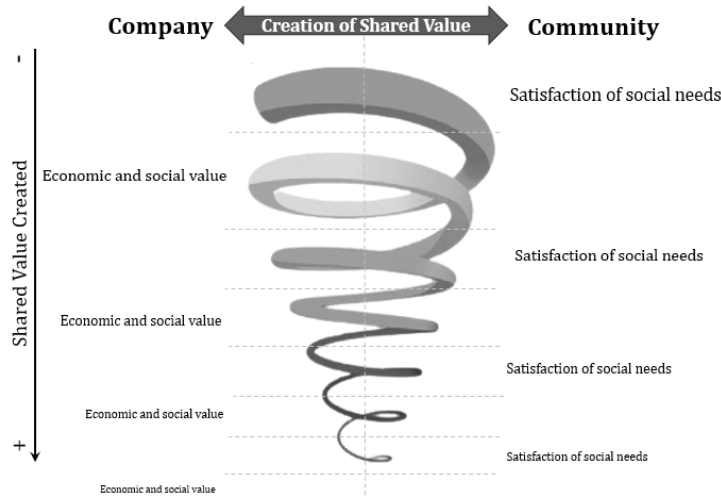 Company
Creation of Shared Value
Community
-
Satisfaction of social needs
Economic and social value
Shared Value Created
Satisfaction of social needs
Economic and social value
Satisfaction of social needs
Economic and social value
+
Satisfaction of social needs
Economic and social value